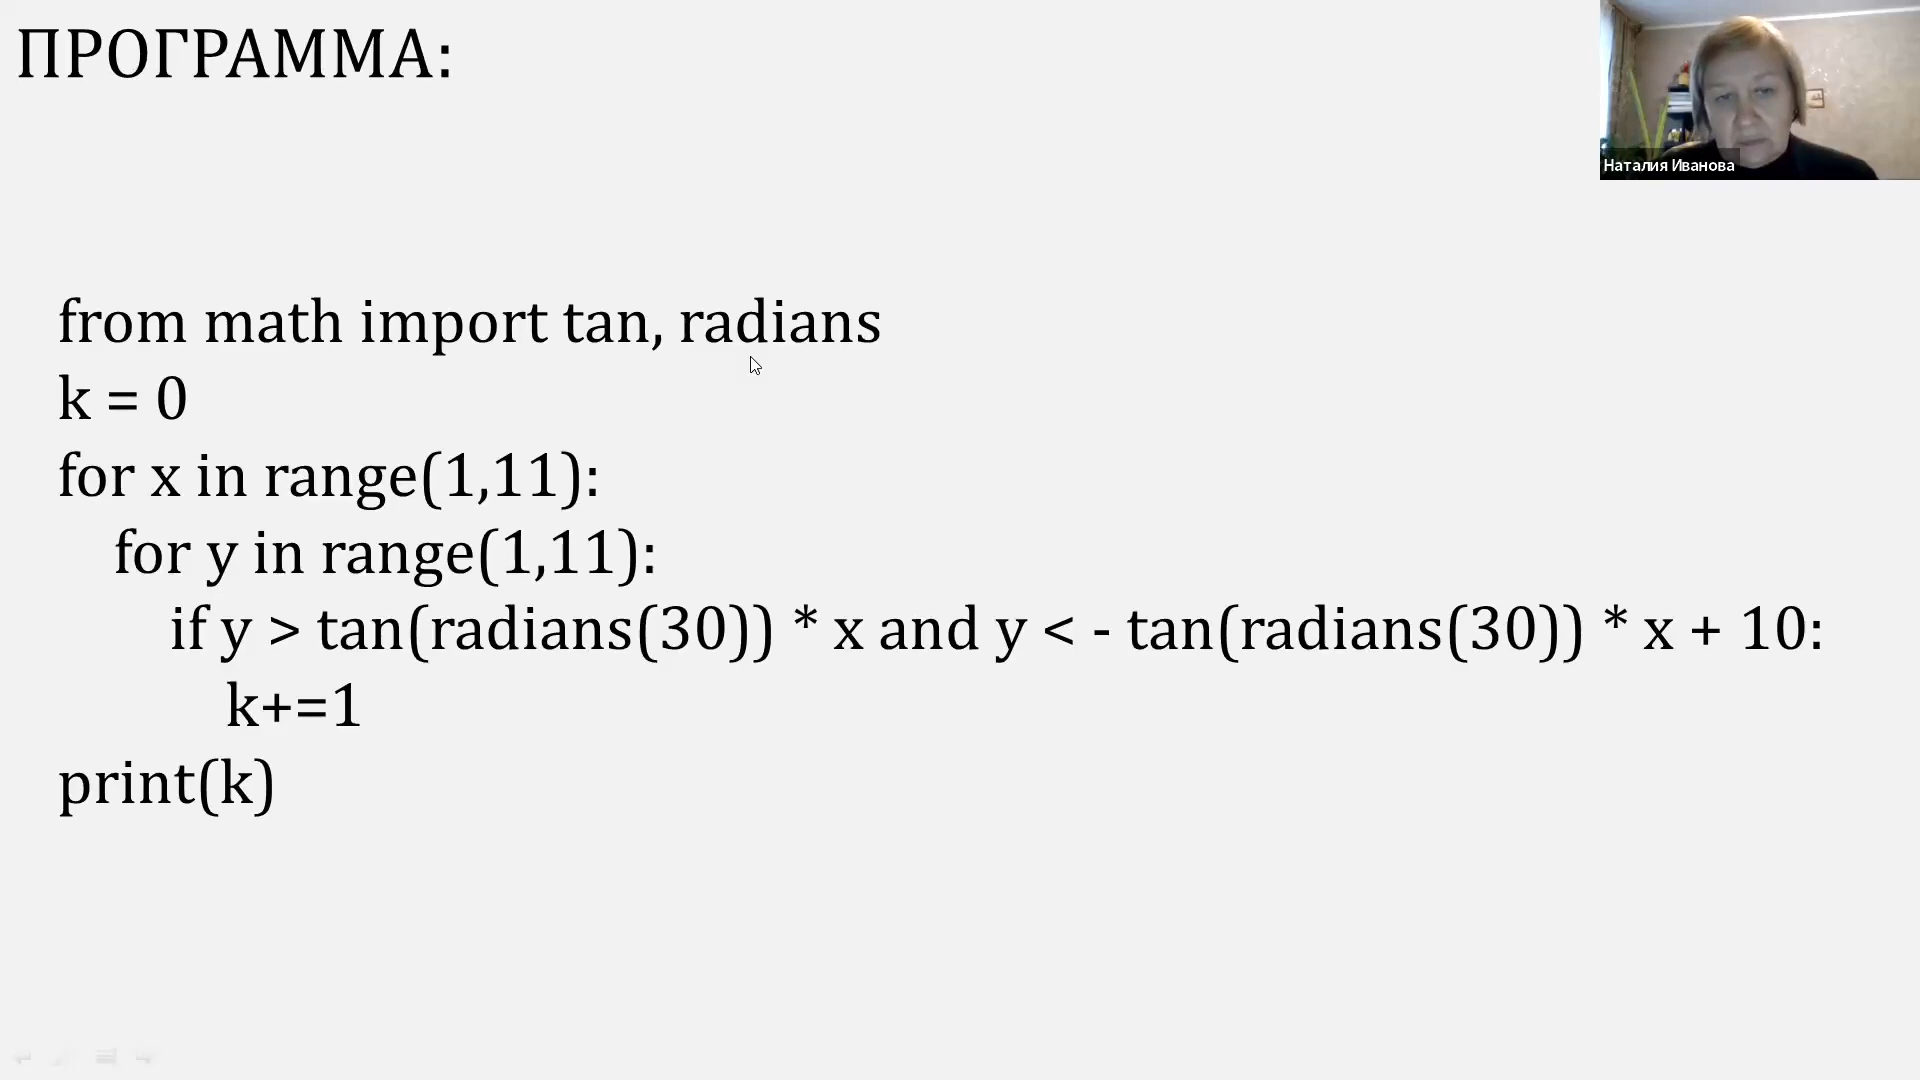 ПРОГРАММА:
Наталия Иванова
from math import tan, radians
k = 0
for x in range(1,11):
for y in range(1,11):
if y > tan(radians(30)) * x and y < - tan(radians(30)) * x + 10:
k+=1
print(k)